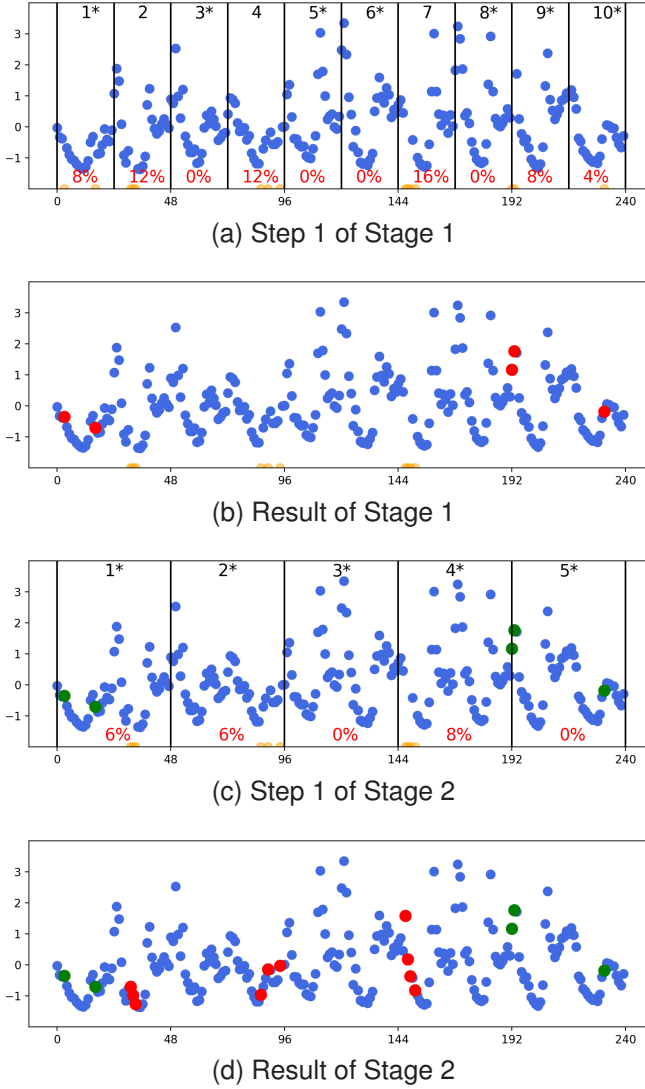 1* 2 3* 4 5* 6* 7 8* 9* 10*
3
2
1
0
−1
8% 12% 0% 12% 0% 0% 16% 0% 8% 4%
0 48 96 144 192 240
(a) Step 1 of Stage 1
3
2
1
0
−1
0 48 96 144 192 240
(b) Result of Stage 1
1* 2* 3* 4* 5*
3
2
1
0
−1
6% 6% 0% 8% 0%
0 48 96 144 192 240
(c) Step 1 of Stage 2
3
2
1
0
−1
0 48 96 144 192 240
(d) Result of Stage 2